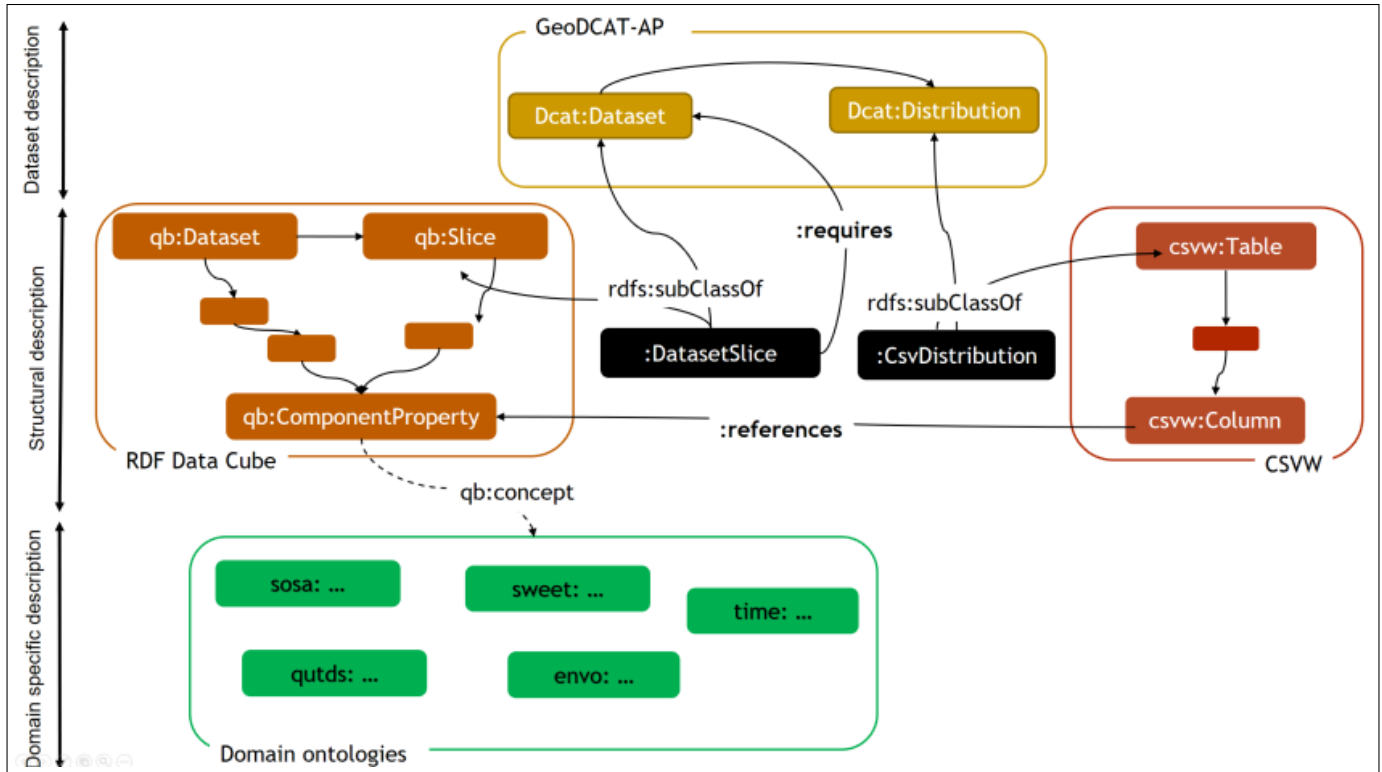 GeoDCAT-AP
Dataset description
Dcat:Dataset
Dcat:Distribution
Structural description
qb:Dataset
qb:Slice
:requires
csvw:Table
rdfs:subClassOf
rdfs:subClassOf
:DatasetSlice
:CsvDistribution
qb:ComponentProperty
:references
csvw:Column
RDF Data Cube
CSVW
qb:concept
Domain specific description
sosa: ...
sweet: ...
time: ...
qutds: ...
envo: ...
Domain ontologies